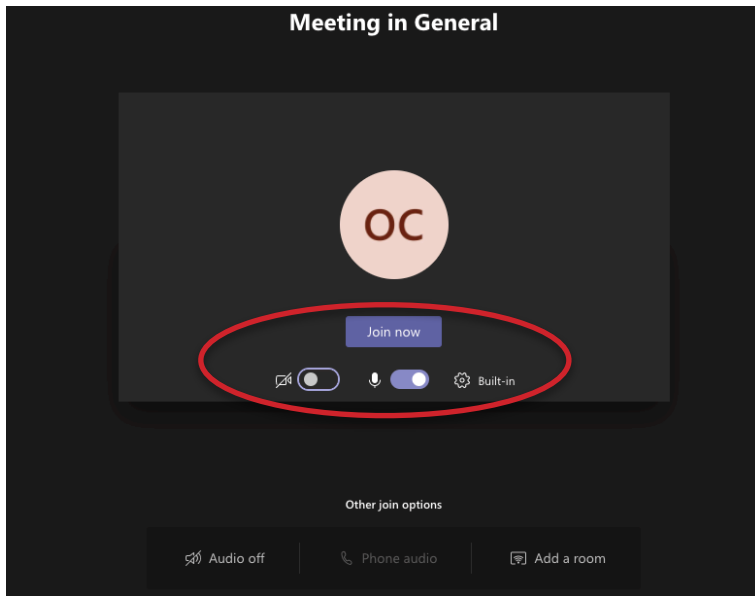 Meeting in General
OC
Join now
Built-in
Other join options
Audio off
Phone audio
Add a room